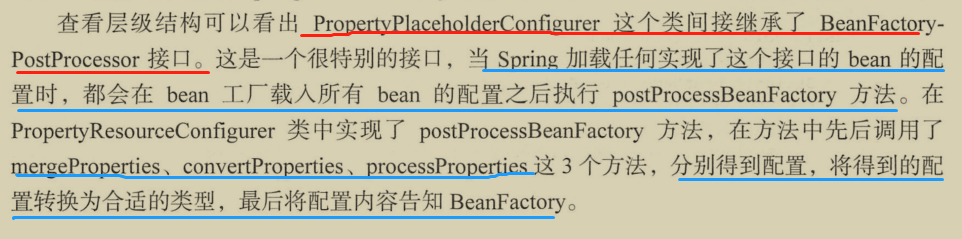 查看层级结构可以看出 PropertyPlaceholderConfigurer 这个类间接继承了 BeanFactory-
PostProcessor 接口。这是一个很特别的接口，当 Spring 加载任何实现了这个接口的 bean 的配
置时，都会在 bean 工厂载入所有 bean 的配置之后执行 postProcessBeanFactory 方法。在
PropertyResourceConfigurer 类中实现了 postProcessBeanFactory 方法，在方法中先后调用了
mergeProperties、convertProperties、processProperties 这 3 个方法，分别得到配置，将得到的配
置转换为合适的类型，最后将配置内容告知 BeanFactory。